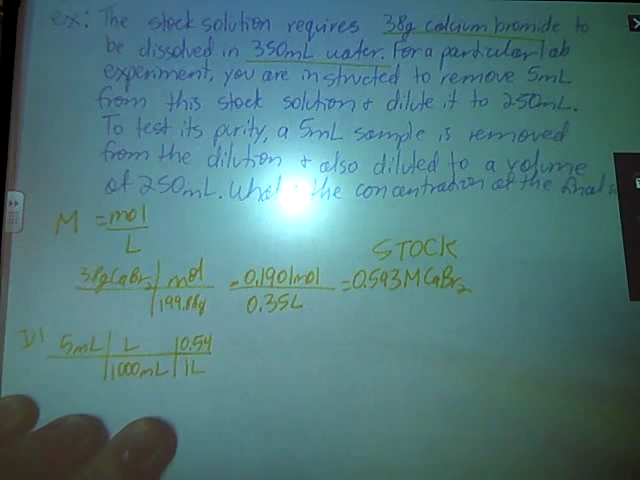 ex: The stock solution requires 38g calcium bromide to
be dissolved in 350mL water. For a particular lab
experiment, you are instructed to remove 5mL
from this stock solution + dilute it to 250mL.
To test its purity, a 5mL sample is removed
from the dilution + also diluted to a volume
of 250mL. What the concentration of the final
M = mol
L
STOCK
38g CaBr2 | mol = 0.1901mol = 0.543 M CaBr2
199.88g 0.35L
D1 5mL | L | 0.54
1000mL | 1L